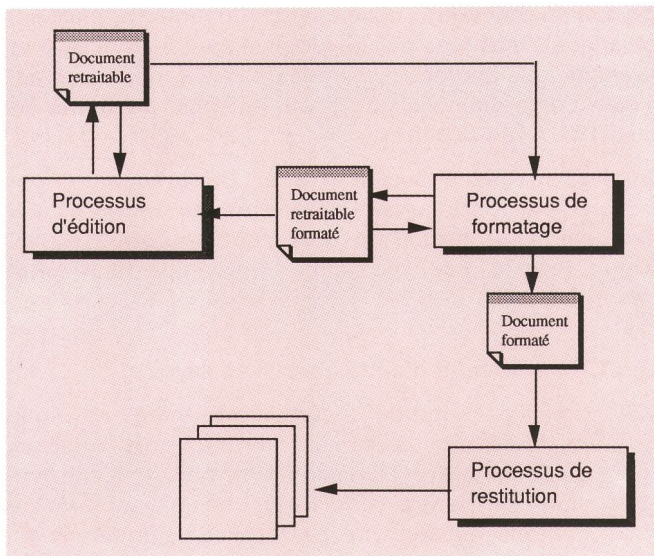 Document
retraitable
Processus
d'édition
Document
retraitable
formaté
Processus de
formatage
Document
formaté
Processus de
restitution